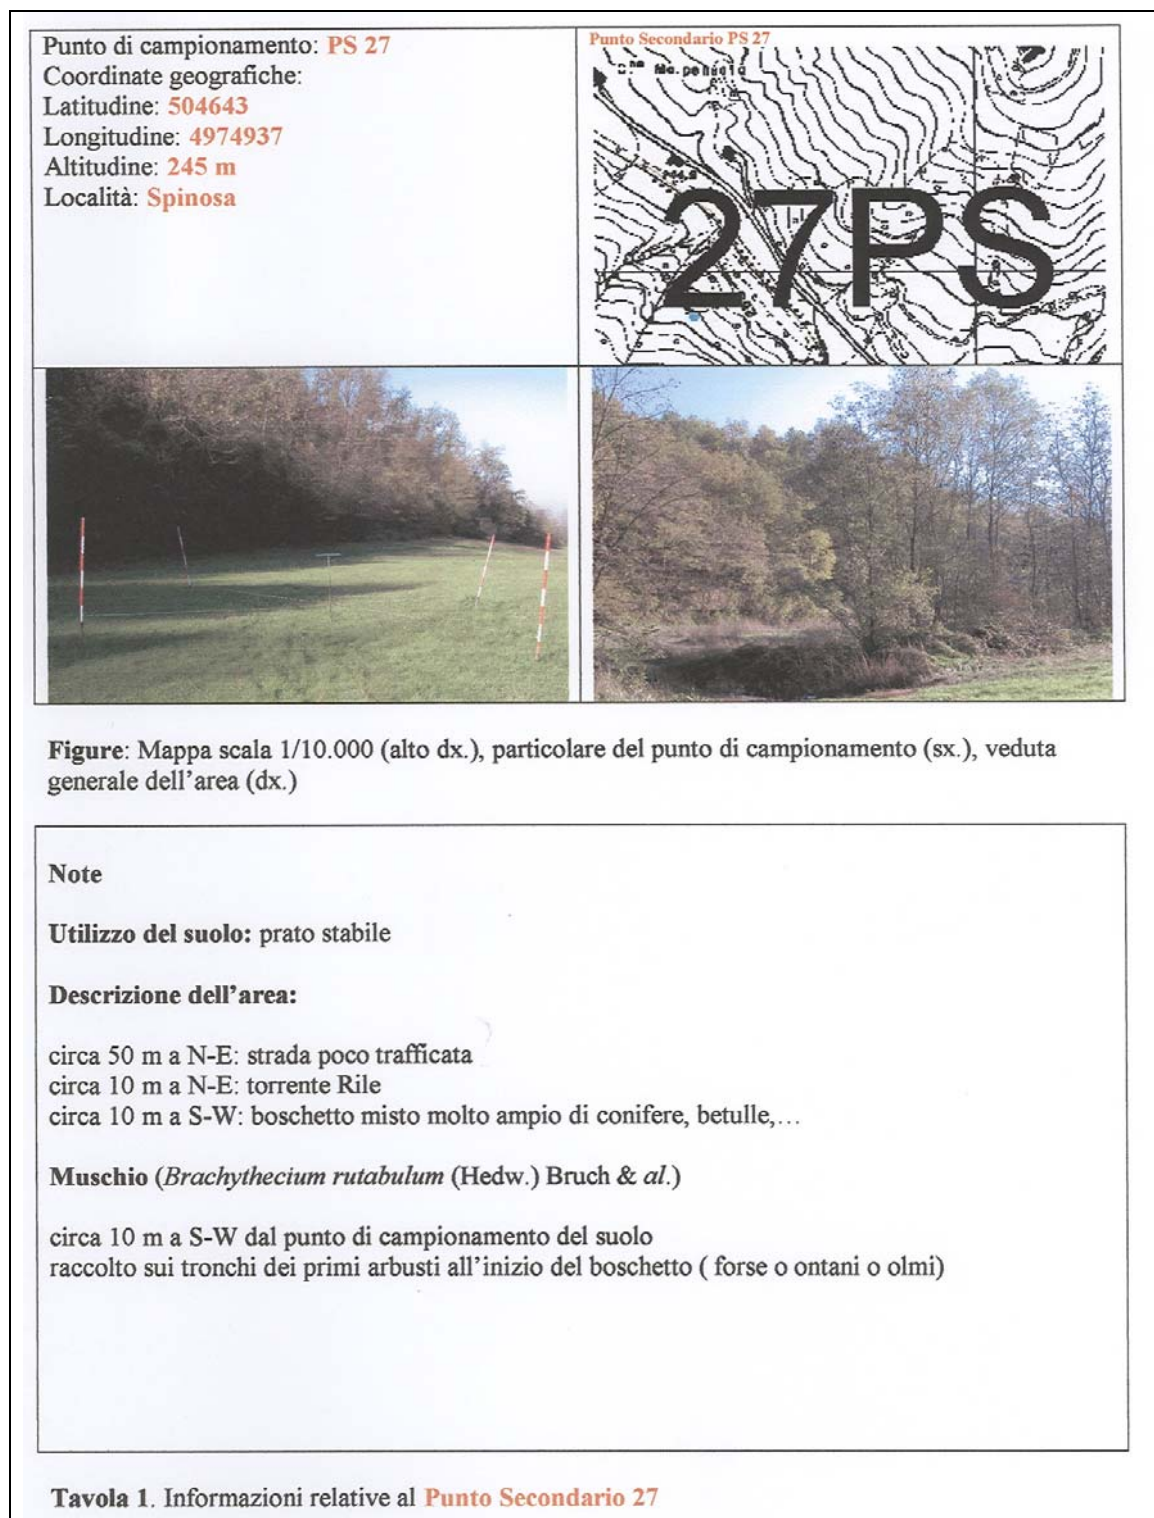 Punto di campionamento: PS 27
Coordinate geografiche:
Latitudine: 504643
Longitudine: 4974937
Altitudine: 245 m
Località: Spinosa
Punto Secondario PS 27
27PS
Figure: Mappa scala 1/10.000 (alto dx.), particolare del punto di campionamento (sx.), veduta
generale dell'area (dx.)
Note
Utilizzo del suolo: prato stabile
Descrizione dell'area:
circa 50 m a N-E: strada poco trafficata
circa 10 m a N-E: torrente Rile
circa 10 m a S-W: boschetto misto molto ampio di conifere, betulle,…
Muschio (Brachythecium rutabulum (Hedw.) Bruch & al.)
circa 10 m a S-W dal punto di campionamento del suolo
raccolto sui tronchi dei primi arbusti all'inizio del boschetto ( forse o ontani o olmi)
Tavola 1. Informazioni relative al Punto Secondario 27